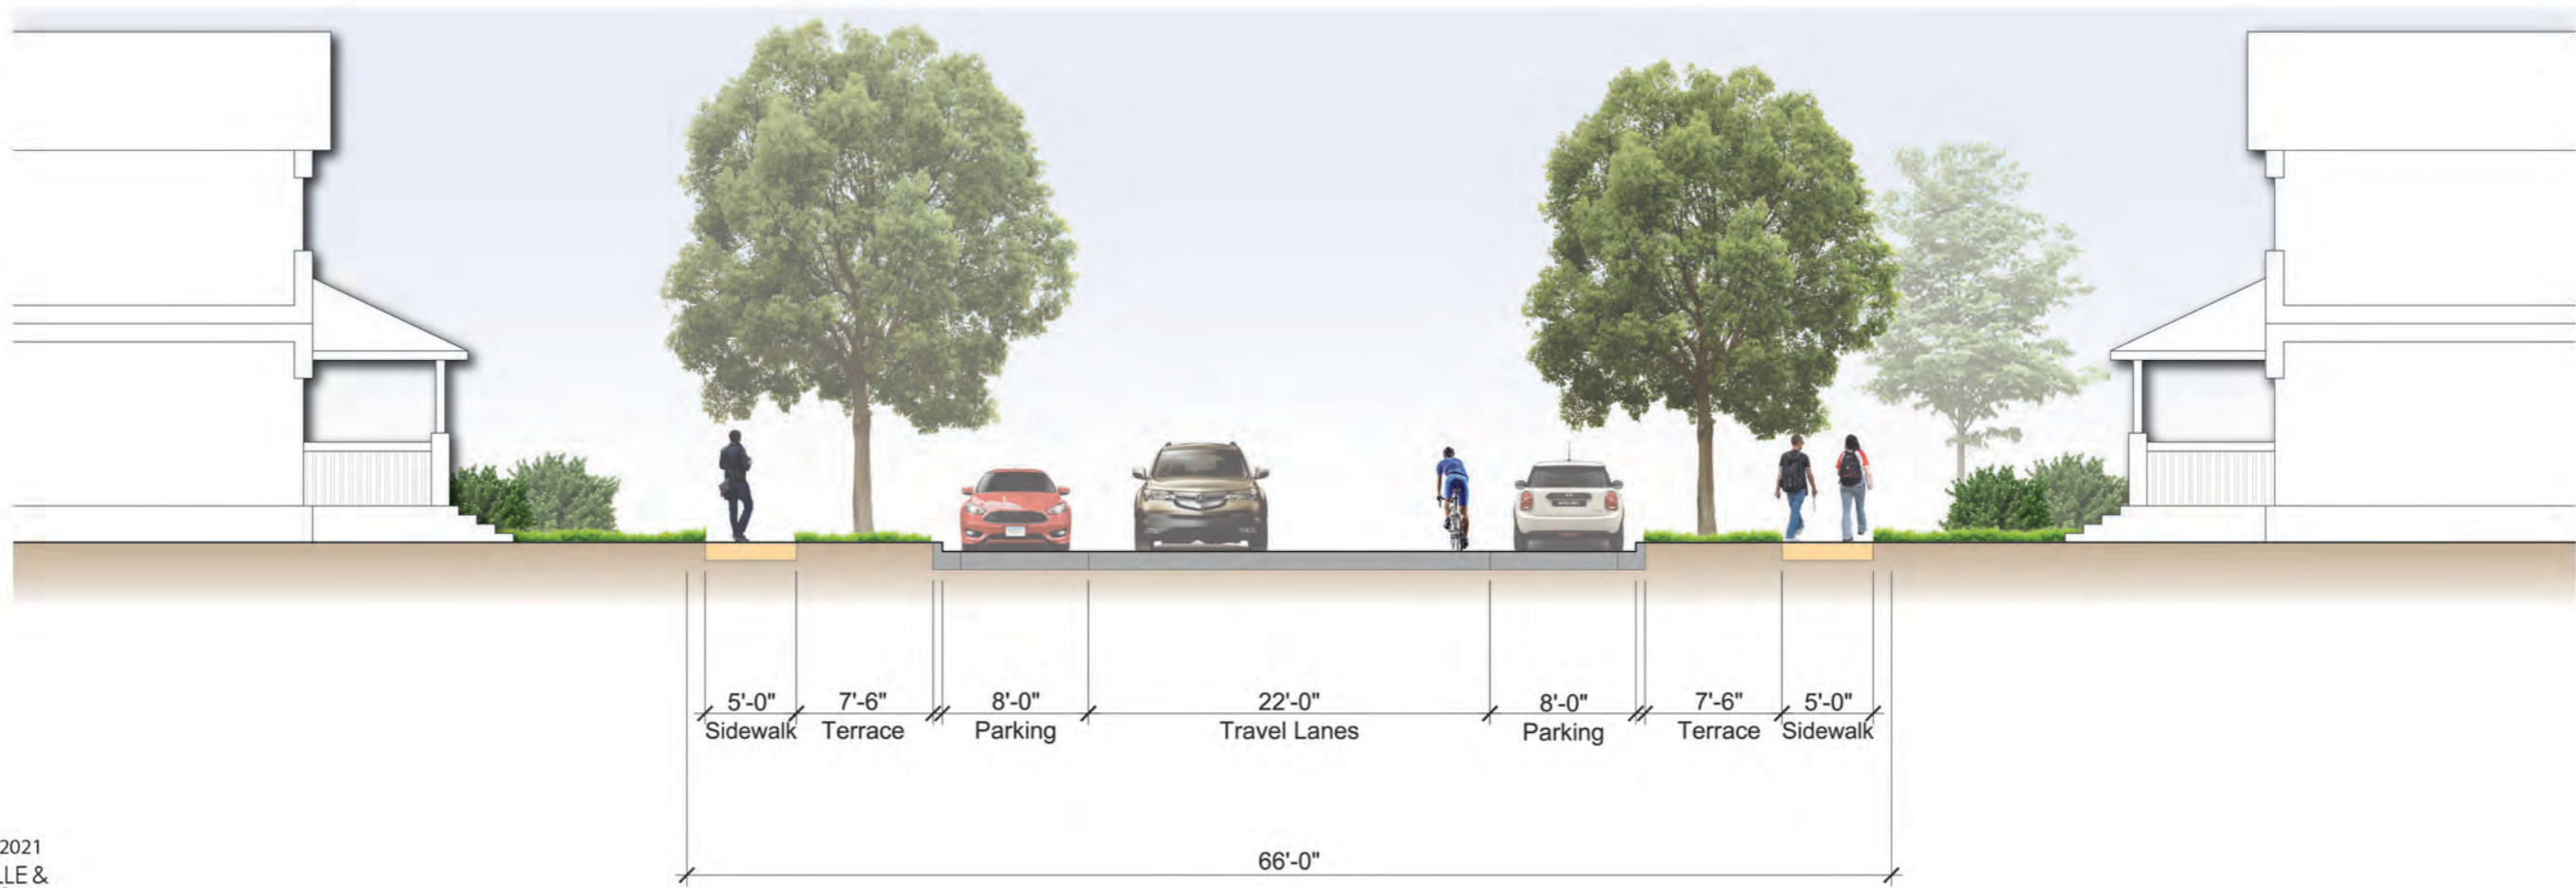 5'-0" 7'-6" 8'-0" 22'-0" 8'-0" 7'-6" 5'-0"
Sidewalk Terrace Parking Travel Lanes Parking Terrace Sidewalk
66'-0"
2021
LLE &